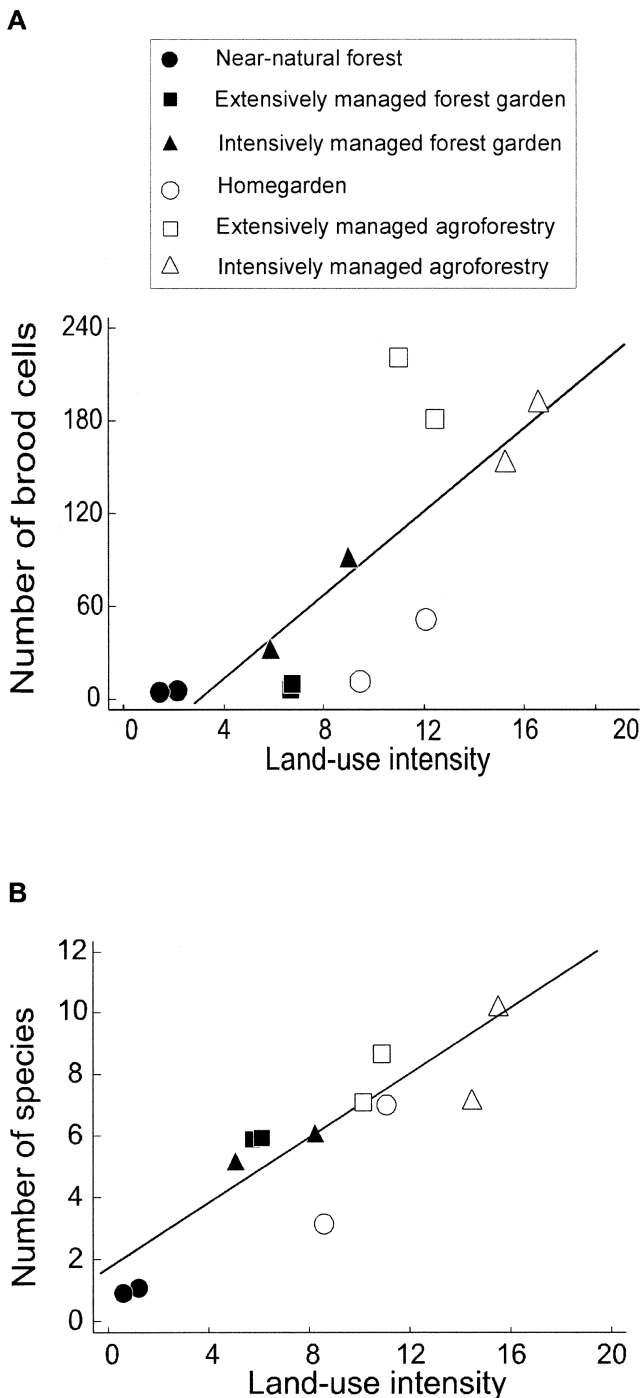 A
Near-natural forest
Extensively managed forest garden
Intensively managed forest garden
Homegarden
Extensively managed agroforestry
Intensively managed agroforestry
240
180
120
60
0
Number of brood cells
0 4 8 12 16 20
Land-use intensity
B
12
10
8
6
4
2
0
Number of species
0 4 8 12 16 20
Land-use intensity